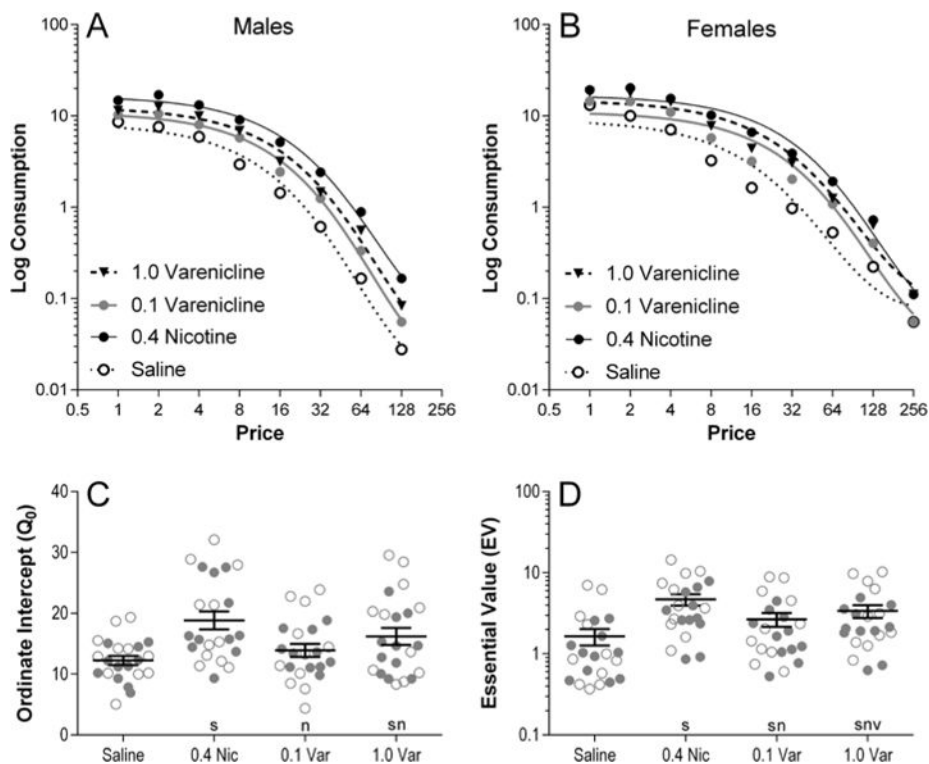 A
Males
100
10
1
0.1
0.01
Log Consumption
1.0 Varenicline
0.1 Varenicline
0.4 Nicotine
Saline
0.5 1 2 4 8 16 32 64 128 256
Price
B
Females
100
10
1
0.1
0.01
Log Consumption
1.0 Varenicline
0.1 Varenicline
0.4 Nicotine
Saline
0.5 1 2 4 8 16 32 64 128 256
Price
C
40
30
20
10
0
Ordinate Intercept (Q0)
s n sn
Saline 0.4 Nic 0.1 Var 1.0 Var
D
100
10
1
0.1
Essential Value (EV)
s sn snv
Saline 0.4 Nic 0.1 Var 1.0 Var